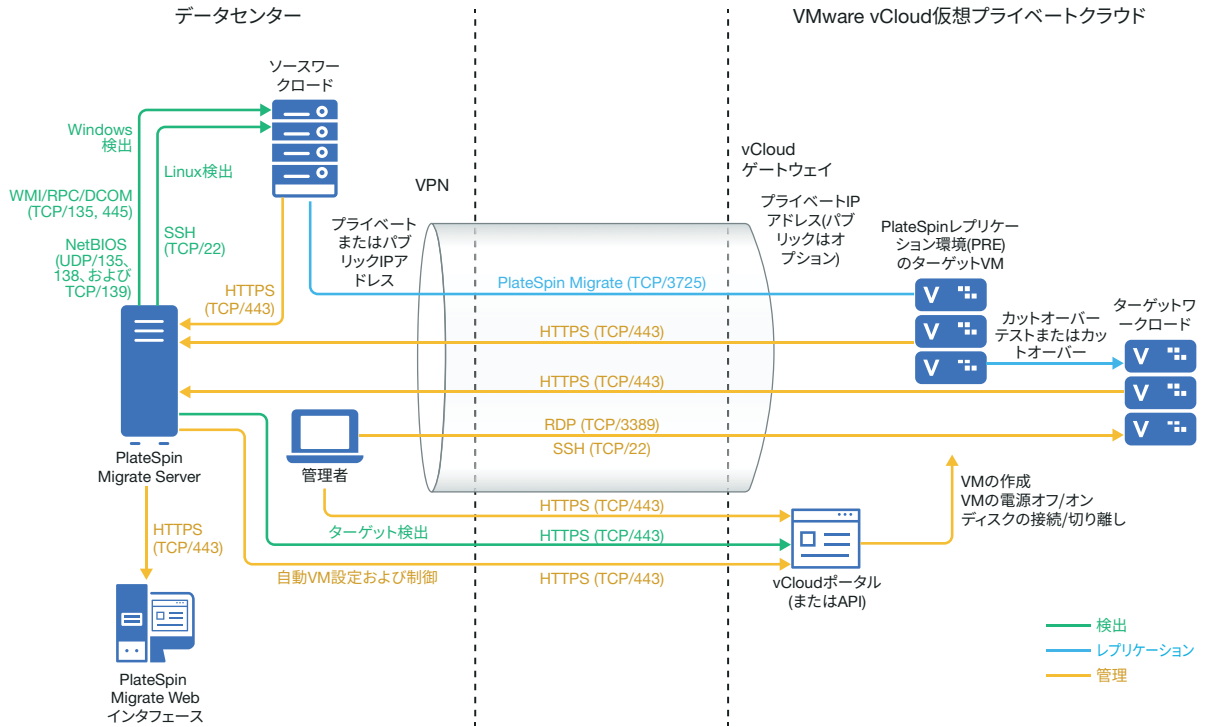 データセンター
VMware vCloud仮想プライベートクラウド
ソースワー
クロード
Windows
検出
Linux検出
WMI/RPC/DCOM
(TCP/135, 445)
SSH
(TCP/22)
NetBIOS
(UDP/135、
138、および
TCP/139)
HTTPS
(TCP/443)
VPN
プライベート
またはパブ
リックIPア
ドレス
vCloud
ゲートウェイ
プライベートIP
アドレス(パブ
リックはオ
プション)
PlateSpinレプリケー
ション環境(PRE)
のターゲットVM
PlateSpin Migrate (TCP/3725)
HTTPS (TCP/443)
カットオーバー
テストまたはカッ
トオーバー
ターゲットワ
ークロード
V
V
V
V
V
V
HTTPS (TCP/443)
RDP (TCP/3389)
SSH (TCP/22)
PlateSpin
Migrate Server
管理者
HTTPS (TCP/443)
VMの作成
VMの電源オフ/オン
ディスクの接続/切り離し
HTTPS
(TCP/443)
ターゲット検出
HTTPS (TCP/443)
自動VM設定および制御
HTTPS (TCP/443)
vCloudポータル
(またはAPI)
PlateSpin
Migrate Web
インタフェース
検出
レプリケーション
管理